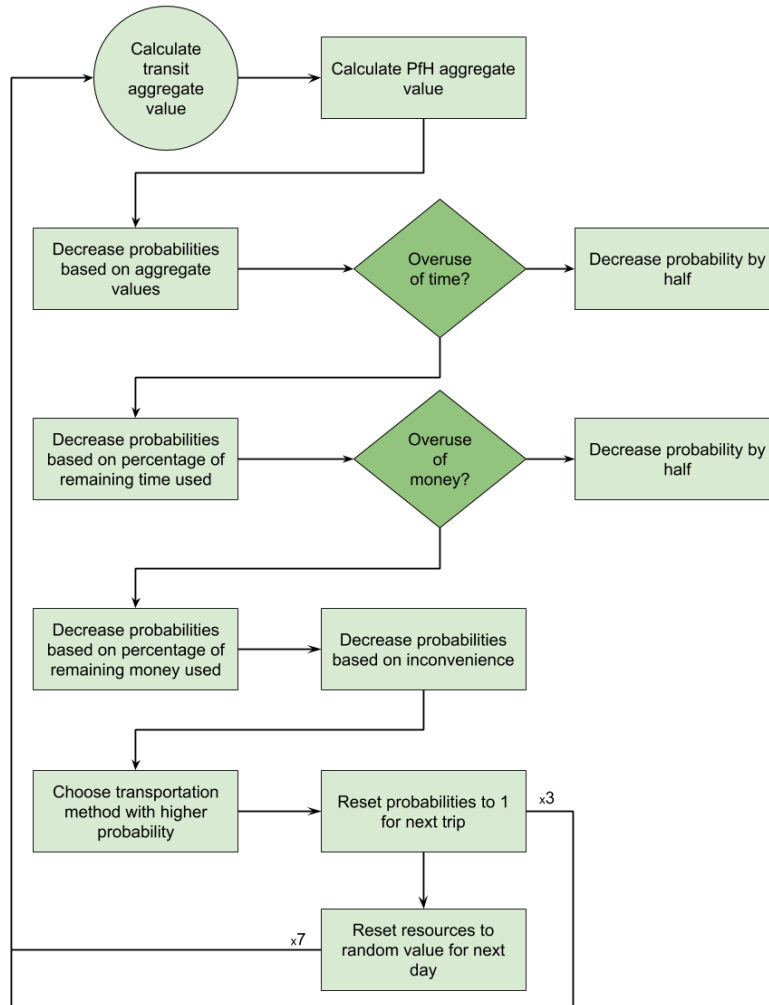 Calculate
transit
aggregate
value
Calculate PfH aggregate
value
Decrease probabilities
based on aggregate
values
Overuse
of time?
Decrease probability by
half
Decrease probabilities
based on percentage of
remaining time used
Overuse
of
money?
Decrease probability by
half
Decrease probabilities
based on percentage of
remaining money used
Decrease probabilities
based on inconvenience
Choose transportation
method with higher
probability
Reset probabilities to 1
for next trip
x3
x7
Reset resources to
random value for next
day